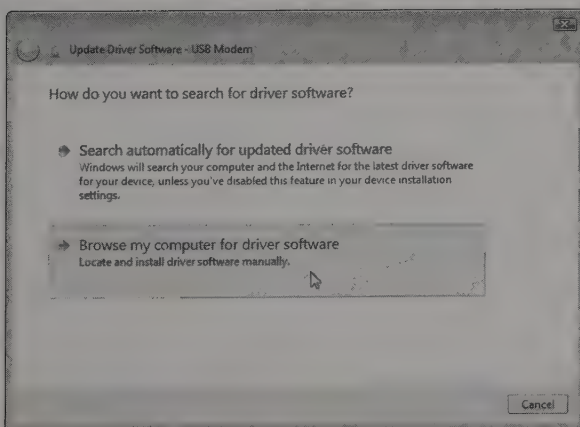 Update Driver Software - USB Modem
How do you want to search for driver software?
Search automatically for updated driver software
Windows will search your computer and the Internet for the latest driver software
for your device, unless you've disabled this feature in your device installation
settings.
Browse my computer for driver software
Locate and install driver software manually.
Cancel